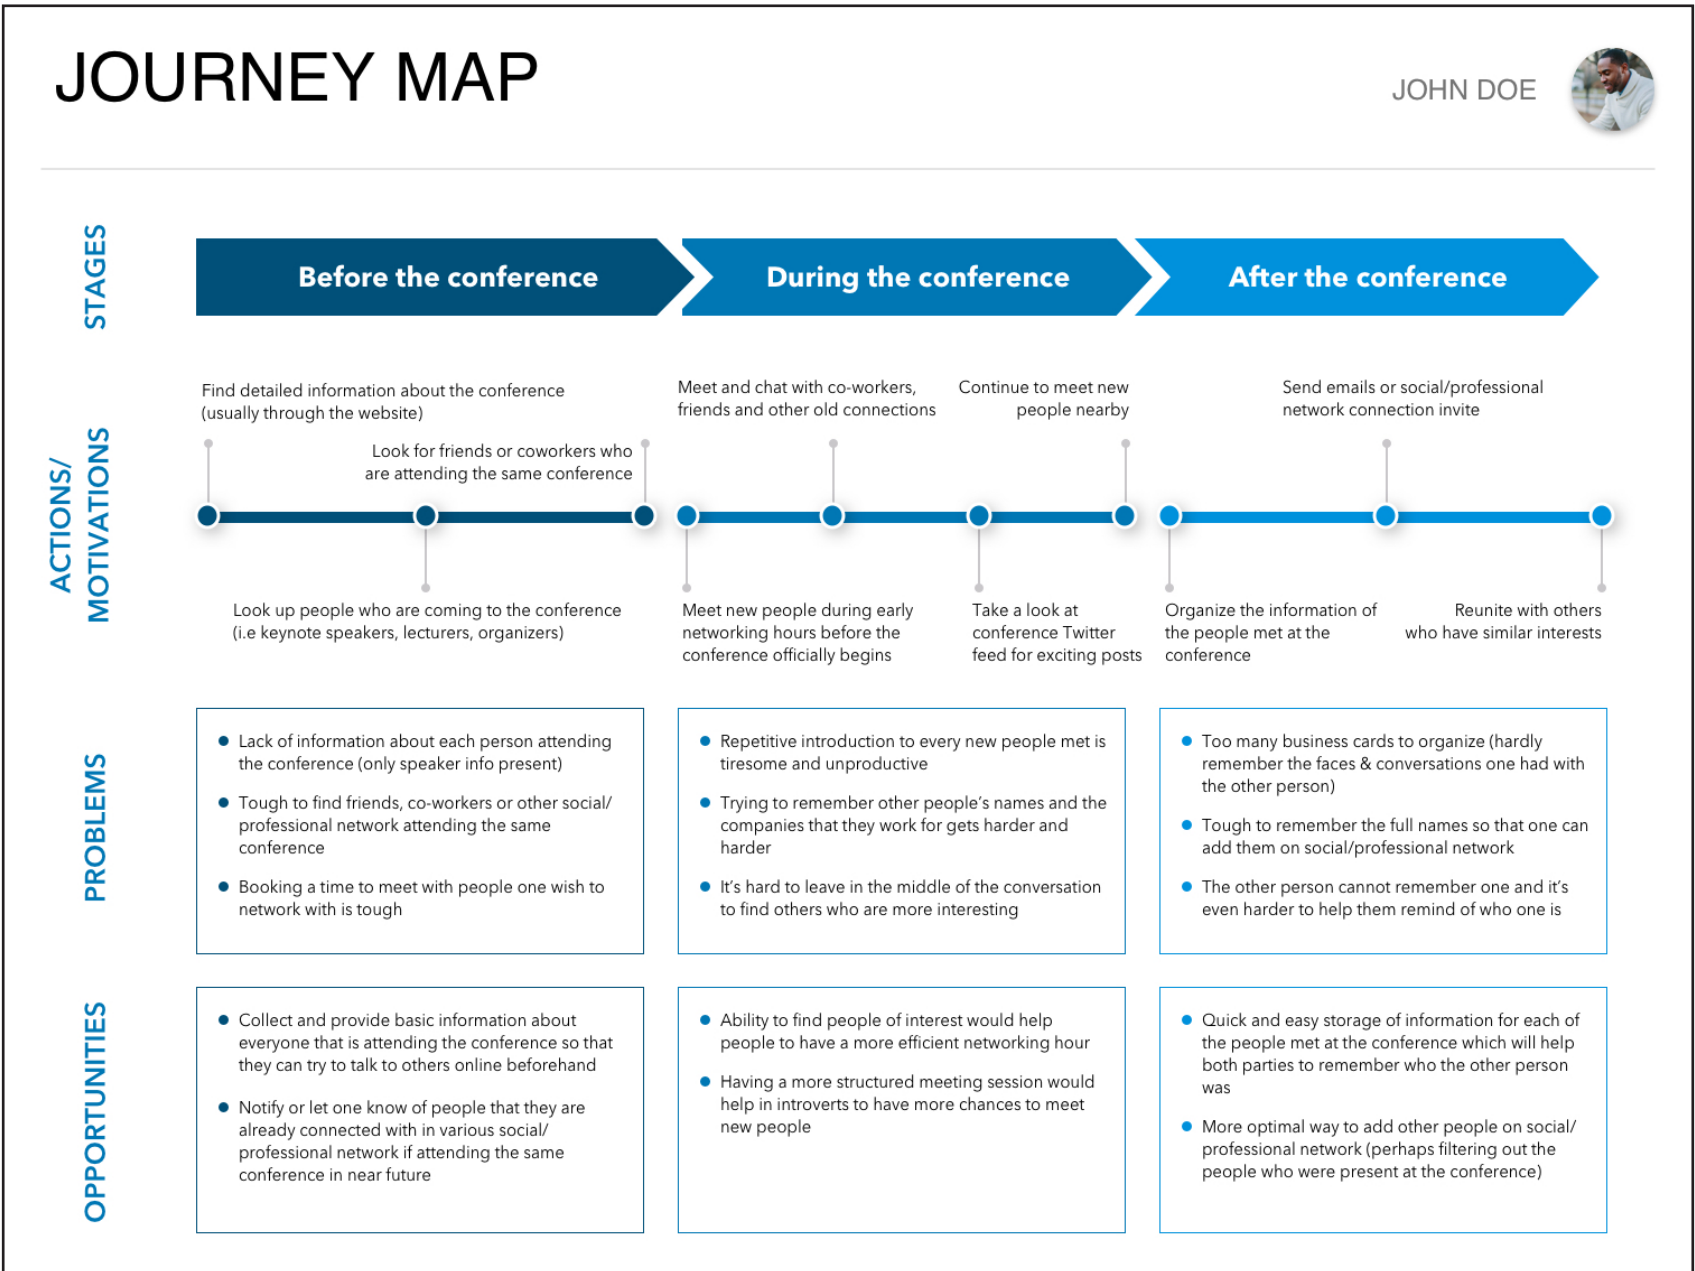 JOURNEY MAP
JOHN DOE
STAGES
Before the conference
During the conference
After the conference
ACTIONS/
MOTIVATIONS
Find detailed information about the conference
(usually through the website)
Look for friends or coworkers who
are attending the same conference
Look up people who are coming to the conference
(i.e keynote speakers, lecturers, organizers)
Meet and chat with co-workers,
friends and other old connections
Continue to meet new
people nearby
Meet new people during early
networking hours before the
conference officially begins
Take a look at
conference Twitter
feed for exciting posts
Send emails or social/professional
network connection invite
Organize the information of
the people met at the
conference
Reunite with others
who have similar interests
PROBLEMS
Lack of information about each person attending
the conference (only speaker info present)
Tough to find friends, co-workers or other social/
professional network attending the same
conference
Booking a time to meet with people one wish to
network with is tough
Repetitive introduction to every new people met is
tiresome and unproductive
Trying to remember other people's names and the
companies that they work for gets harder and
harder
It's hard to leave in the middle of the conversation
to find others who are more interesting
Too many business cards to organize (hardly
remember the faces & conversations one had with
the other person)
Tough to remember the full names so that one can
add them on social/professional network
The other person cannot remember one and it's
even harder to help them remind of who one is
OPPORTUNITIES
Collect and provide basic information about
everyone that is attending the conference so that
they can try to talk to others online beforehand
Notify or let one know of people that they are
already connected with in various social/
professional network if attending the same
conference in near future
Ability to find people of interest would help
people to have a more efficient networking hour
Having a more structured meeting session would
help in introverts to have more chances to meet
new people
Quick and easy storage of information for each of
the people met at the conference which will help
both parties to remember who the other person
was
More optimal way to add other people on social/
professional network (perhaps filtering out the
people who were present at the conference)